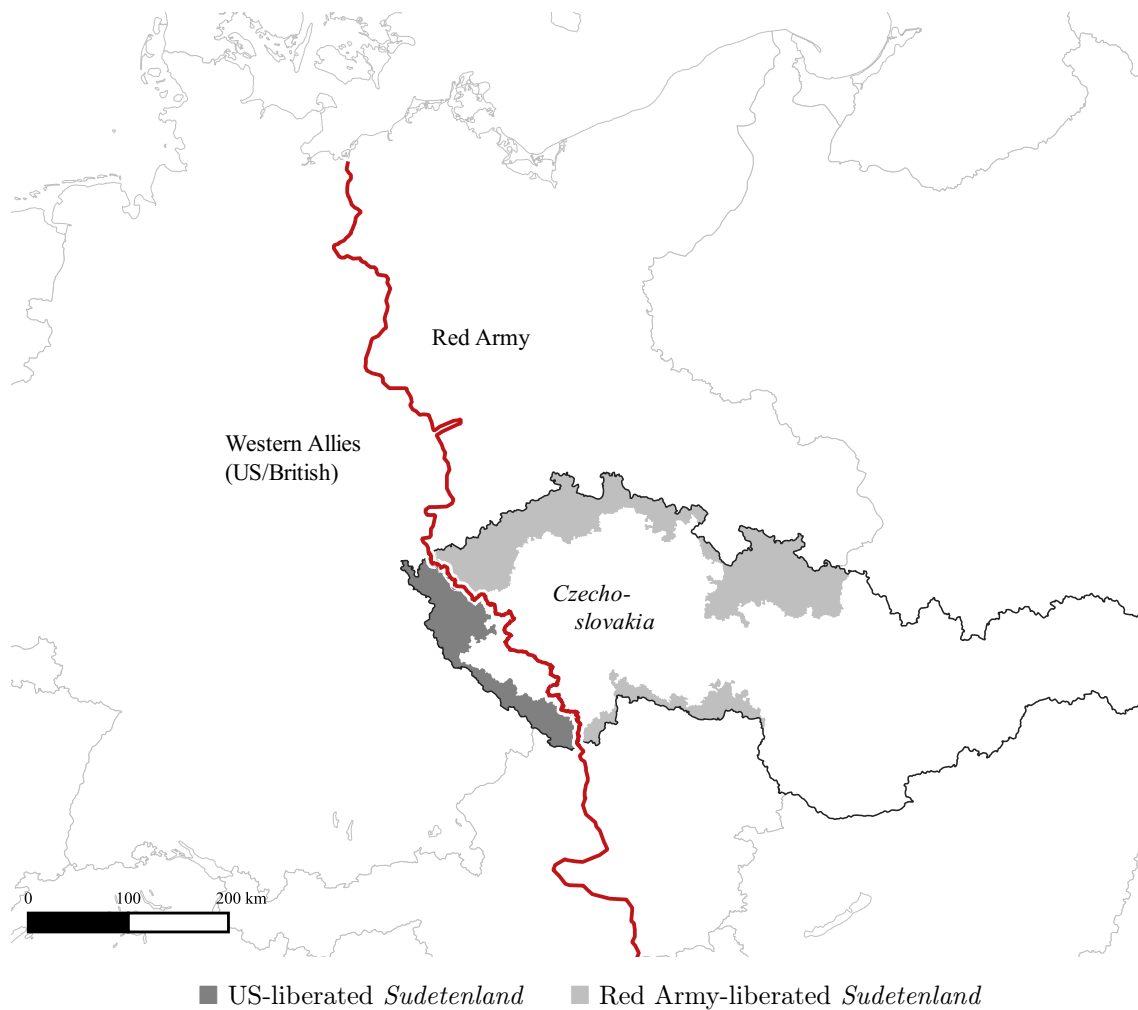 Red Army
Western Allies
(US/British)
Czecho-
slovakia
0 100 200 km
US-liberated Sudetenland Red Army-liberated Sudetenland